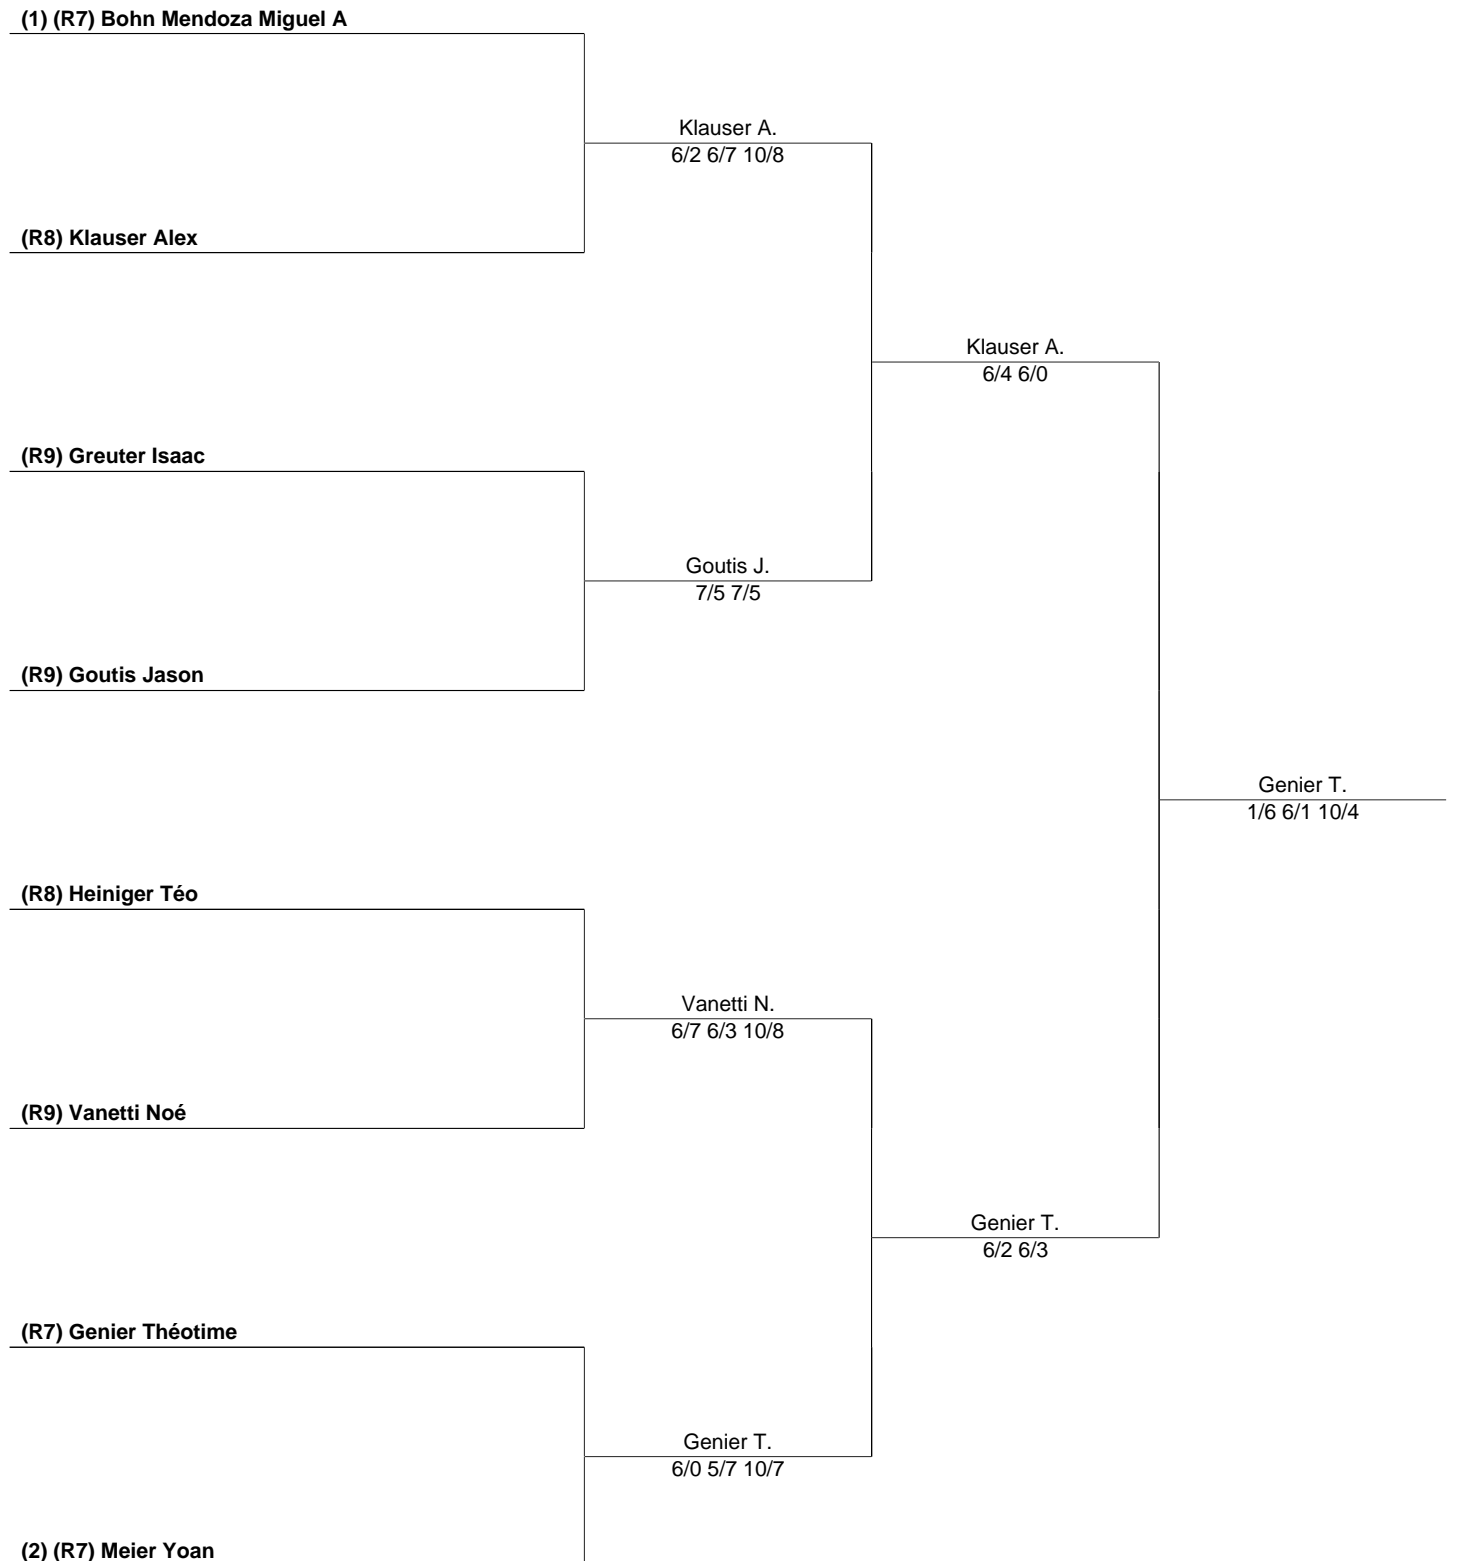 (1) (R7) Bohn Mendoza Miguel A
Klauser A.
6/2 6/7 10/8
(R8) Klauser Alex
Klauser A.
6/4 6/0
(R9) Greuter Isaac
Goutis J.
7/5 7/5
(R9) Goutis Jason
Genier T.
1/6 6/1 10/4
(R8) Heiniger Téo
Vanetti N.
6/7 6/3 10/8
(R9) Vanetti Noé
Genier T.
6/2 6/3
(R7) Genier Théotime
Genier T.
6/0 5/7 10/7
(2) (R7) Meier Yoan